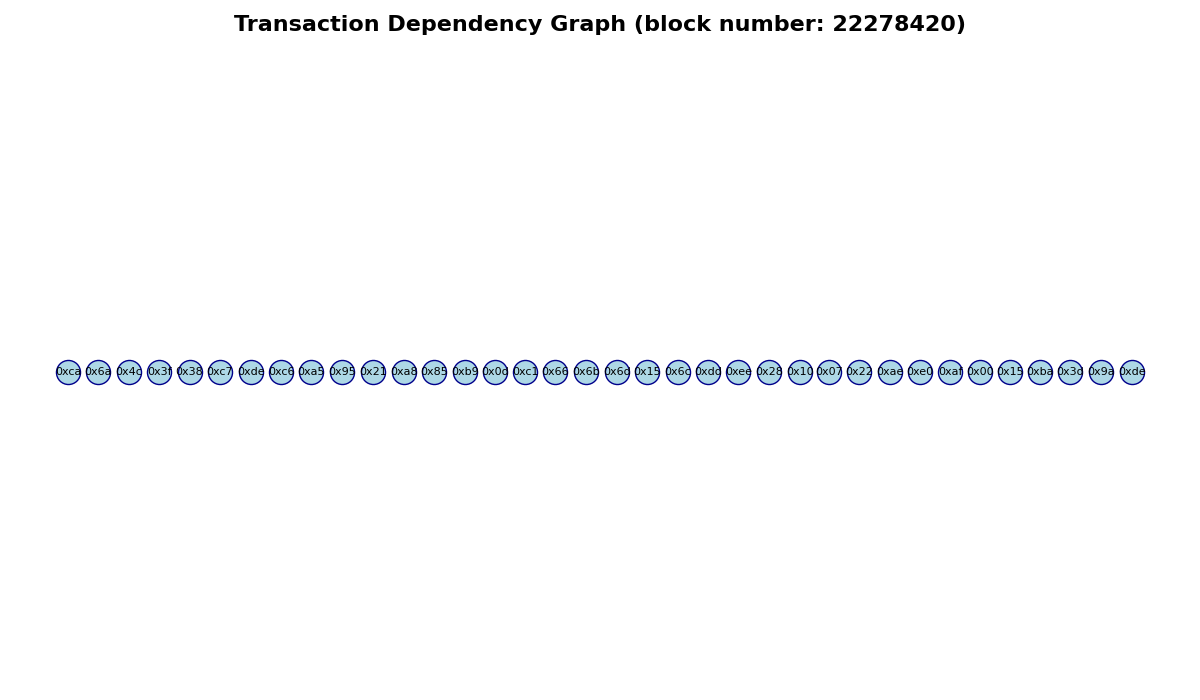 Transaction Dependency Graph (block number: 22278420)
0xca 0x6a 0x4c 0x3f 0x38 0xc7 0xde 0xc6 0xa5 0x95 0x21 0xa8 0x85 0xb9 0x0d 0xc1 0x66 0x6b 0x6d 0x15 0x6c 0xdd 0xee 0x28 0x10 0x07 0x22 0xae 0xe0 0xaf 0x00 0x15 0xba 0x3d 0x9a 0xde